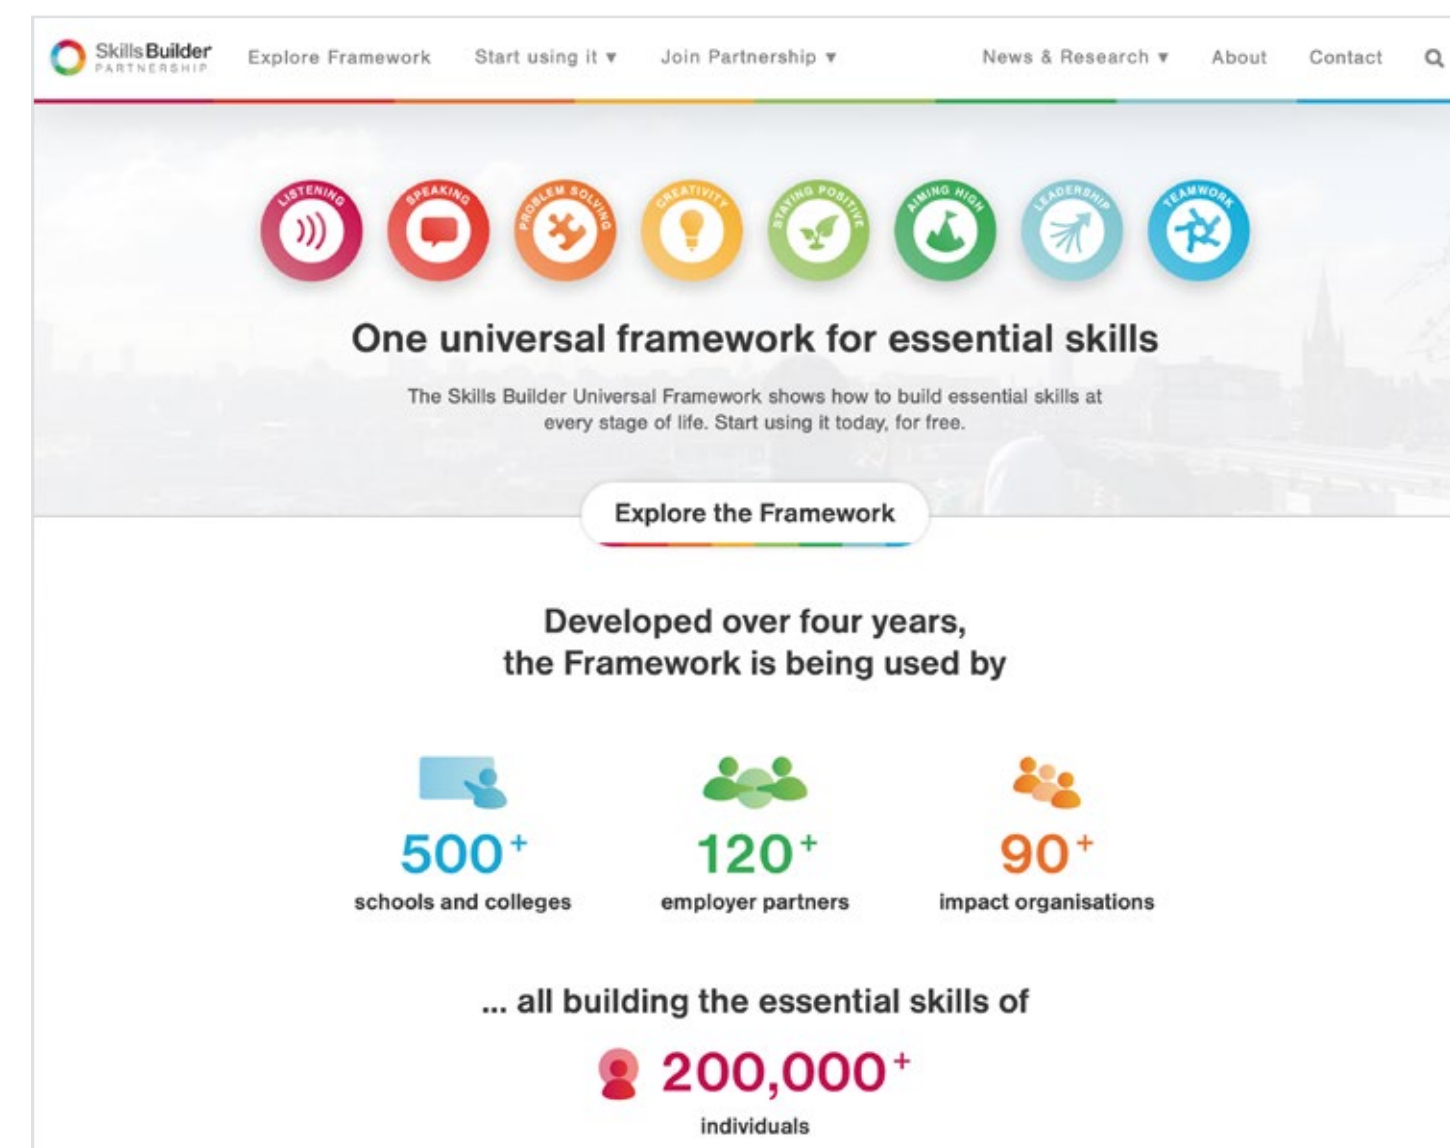 SkillsBuilder
PARTNERSHIP
Explore Framework
Start using it ▾
Join Partnership ▾
News & Research ▾
About
Contact
LISTENING
SPEAKING
PROBLEM SOLVING
CREATIVITY
STAYING POSITIVE
AIMING HIGH
LEADERSHIP
TEAMWORK
One universal framework for essential skills
The Skills Builder Universal Framework shows how to build essential skills at
every stage of life. Start using it today, for free.
Explore the Framework
Developed over four years,
the Framework is being used by
500+
schools and colleges
120+
employer partners
90+
impact organisations
... all building the essential skills of
200,000+
individuals